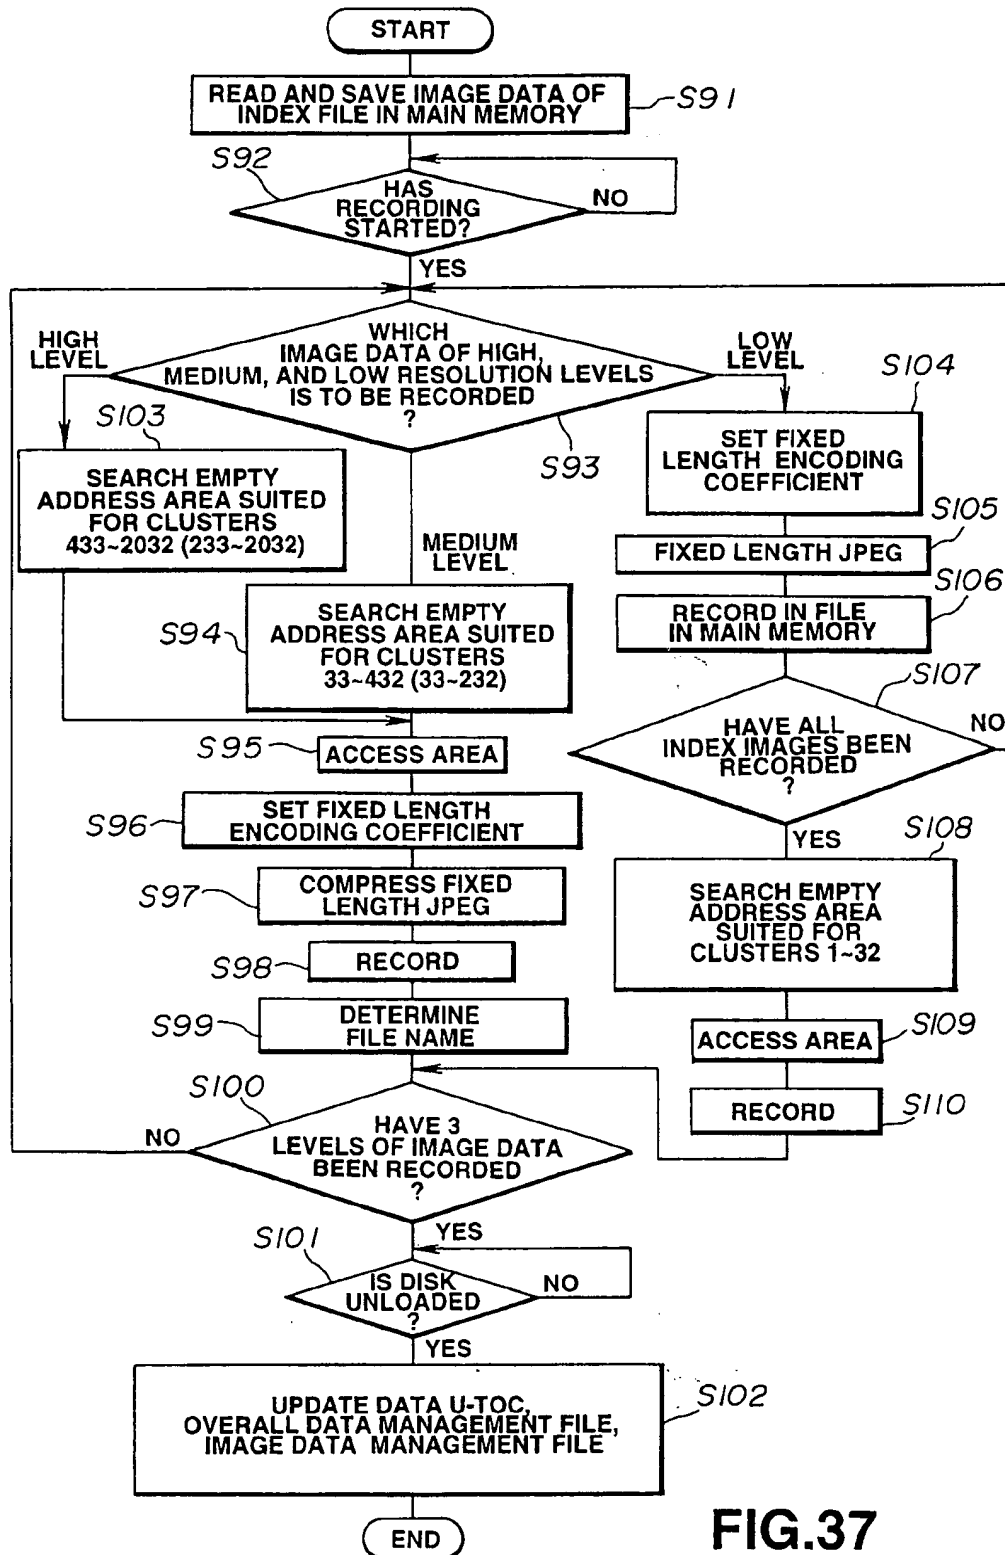 START
READ AND SAVE IMAGE DATA OF
INDEX FILE IN MAIN MEMORY
S91
S92
HAS
RECORDING
STARTED?
NO
YES
HIGH
LEVEL
WHICH
IMAGE DATA OF HIGH,
MEDIUM, AND LOW RESOLUTION LEVELS
IS TO BE RECORDED
?
LOW
LEVEL
S93
S103
SEARCH EMPTY
ADDRESS AREA SUITED
FOR CLUSTERS
433~2032 (233~2032)
MEDIUM
LEVEL
S94
SEARCH EMPTY
ADDRESS AREA SUITED
FOR CLUSTERS
33~432 (33~232)
S95
ACCESS AREA
S96
SET FIXED LENGTH
ENCODING COEFFICIENT
S97
COMPRESS FIXED
LENGTH JPEG
S98
RECORD
S99
DETERMINE
FILE NAME
S104
SET FIXED
LENGTH ENCODING
COEFFICIENT
S105
FIXED LENGTH JPEG
S106
RECORD IN FILE
IN MAIN MEMORY
S107
HAVE ALL
INDEX IMAGES BEEN
RECORDED
?
NO
YES
S108
SEARCH EMPTY
ADDRESS AREA
SUITED FOR
CLUSTERS 1~32
S109
ACCESS AREA
RECORD
S110
S100
HAVE 3
LEVELS OF IMAGE DATA
BEEN RECORDED
?
NO
YES
S101
IS DISK
UNLOADED
?
NO
YES
UPDATE DATA U-TOC,
OVERALL DATA MANAGEMENT FILE,
IMAGE DATA MANAGEMENT FILE
S102
END
FIG.37